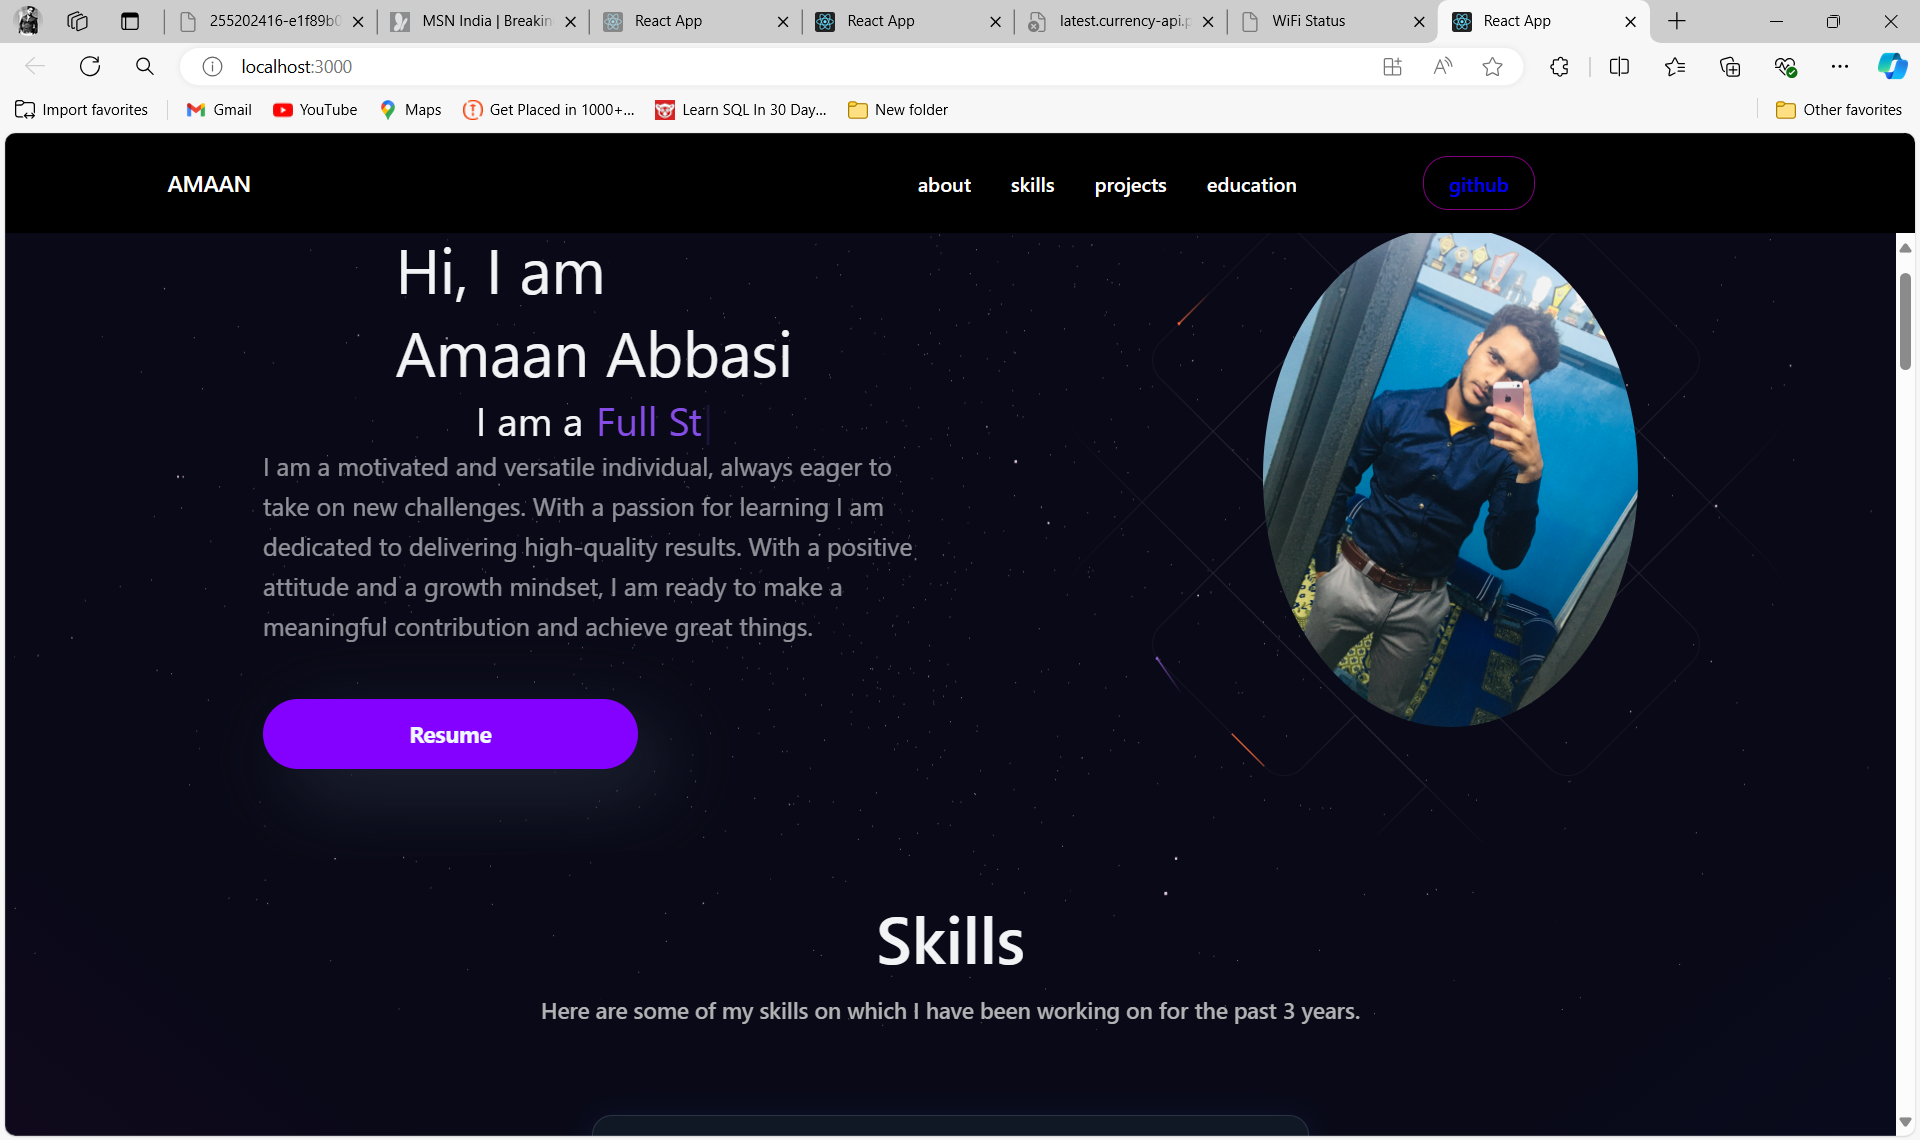 255202416-e1f89b0
MSN India | Breakin
React App
React App
latest.currency-api.p
WiFi Status
React App
localhost:3000
Import favorites
Gmail
YouTube
Maps
Get Placed in 1000+...
Learn SQL In 30 Day...
New folder
Other favorites
AMAAN
about
skills
projects
education
github
Hi, I am
Amaan Abbasi
I am a Full St
I am a motivated and versatile individual, always eager to
take on new challenges. With a passion for learning I am
dedicated to delivering high-quality results. With a positive
attitude and a growth mindset, I am ready to make a
meaningful contribution and achieve great things.
Resume
Skills
Here are some of my skills on which I have been working on for the past 3 years.